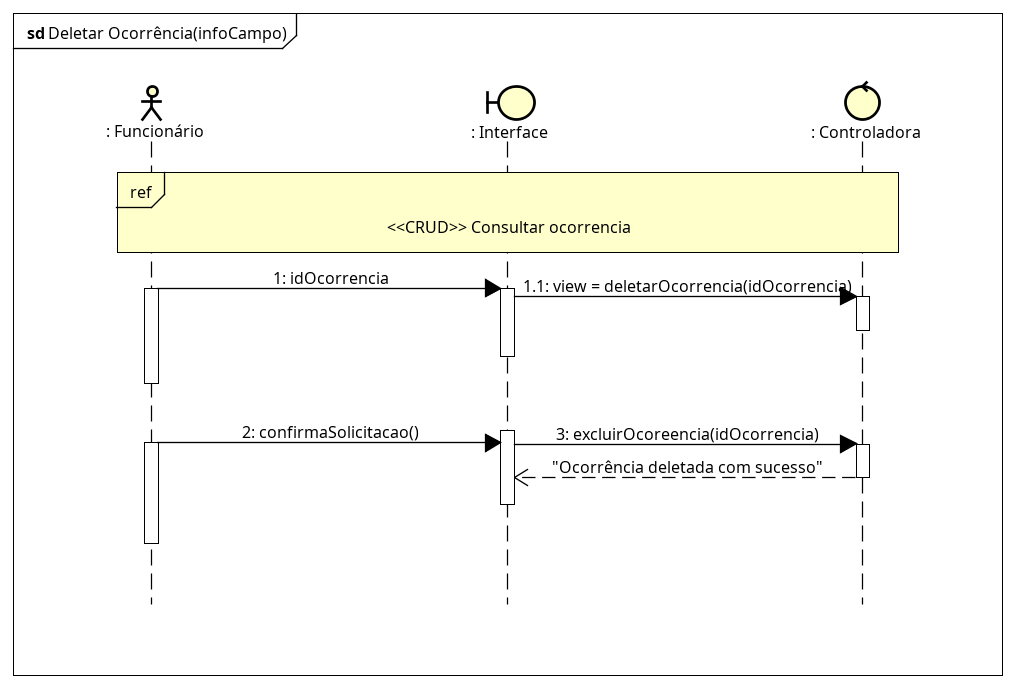 sd Deletar Ocorrência(infoCampo)
: Funcionário
: Interface
: Controladora
ref
<<CRUD>> Consultar ocorrencia
1: idOcorrencia
1.1: view = deletarOcorrencia(idOcorrencia)
2: confirmaSolicitacao()
3: excluirOcoreencia(idOcorrencia)
"Ocorrência deletada com sucesso"